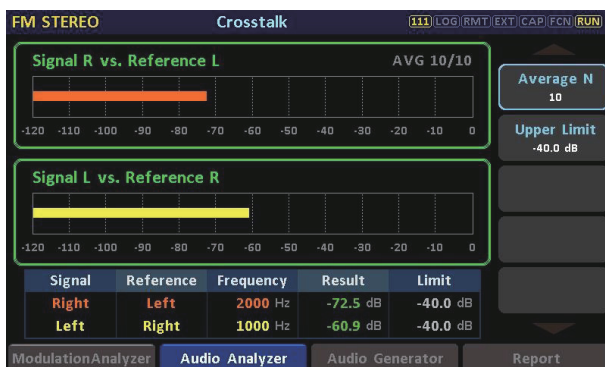 FM STEREO Crosstalk 111 LOG RMT EXT CAP FCN RUN
Signal R vs. Reference L AVG 10/10
-120 -110 -100 -90 -80 -70 -60 -50 -40 -30 -20 -10 0
Signal L vs. Reference R
-120 -110 -100 -90 -80 -70 -60 -50 -40 -30 -20 -10 0
Signal Reference Frequency Result Limit
Right Left 2000 Hz -72.5 dB -40.0 dB
Left Right 1000 Hz -60.9 dB -40.0 dB
Average N
10
Upper Limit
-40.0 dB
ModulationAnalyzer Audio Analyzer Audio Generator Report